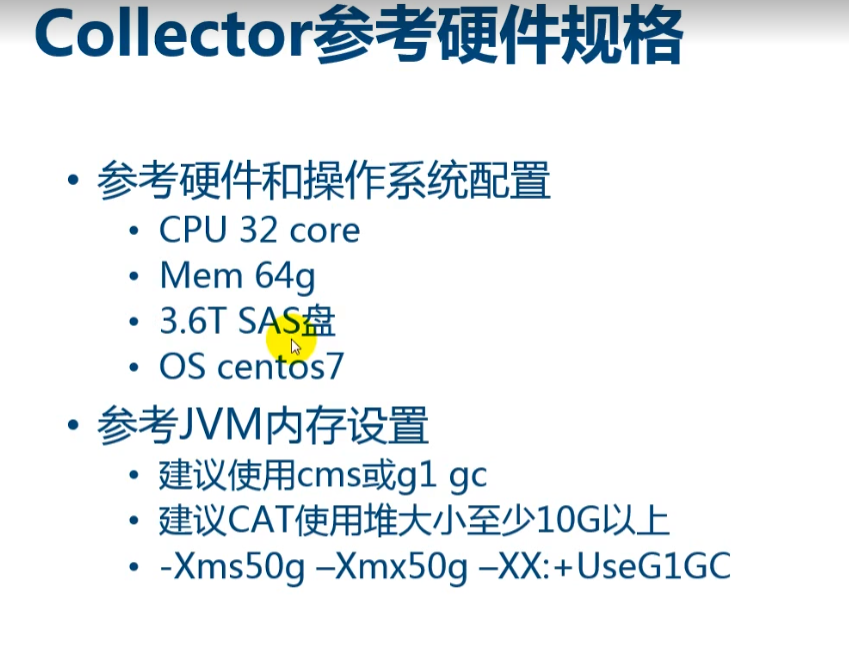 Collector参考硬件规格
• 参考硬件和操作系统配置
• CPU 32 core
• Mem 64g
• 3.6T SAS盘
• OS centos7
• 参考JVM内存设置
• 建议使用cms或g1 gc
• 建议CAT使用堆大小至少10G以上
• -Xms50g –Xmx50g –XX:+UseG1GC